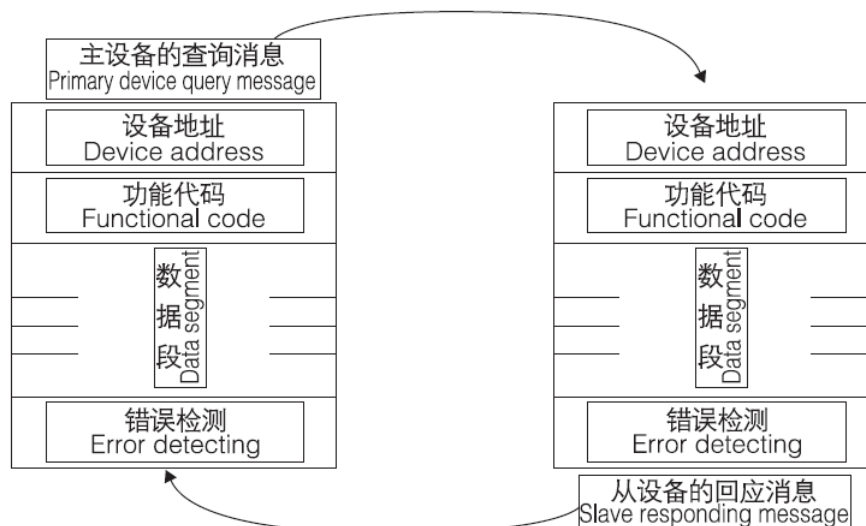 主设备的查询消息
Primary device query message
设备地址
Device address
功能代码
Functional code
数据段
Data segment
错误检测
Error detecting
设备地址
Device address
功能代码
Functional code
数据段
Data segment
错误检测
Error detecting
从设备的回应消息
Slave responding message